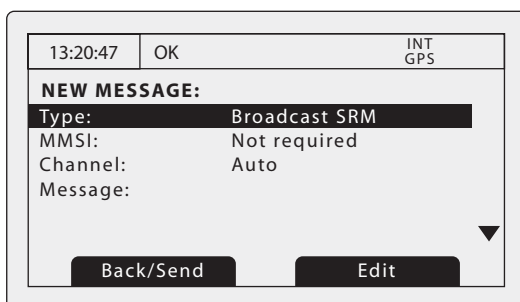 13:20:47 OK INT
GPS
NEW MESSAGE:
Type: Broadcast SRM
MMSI: Not required
Channel: Auto
Message:
Back/Send Edit